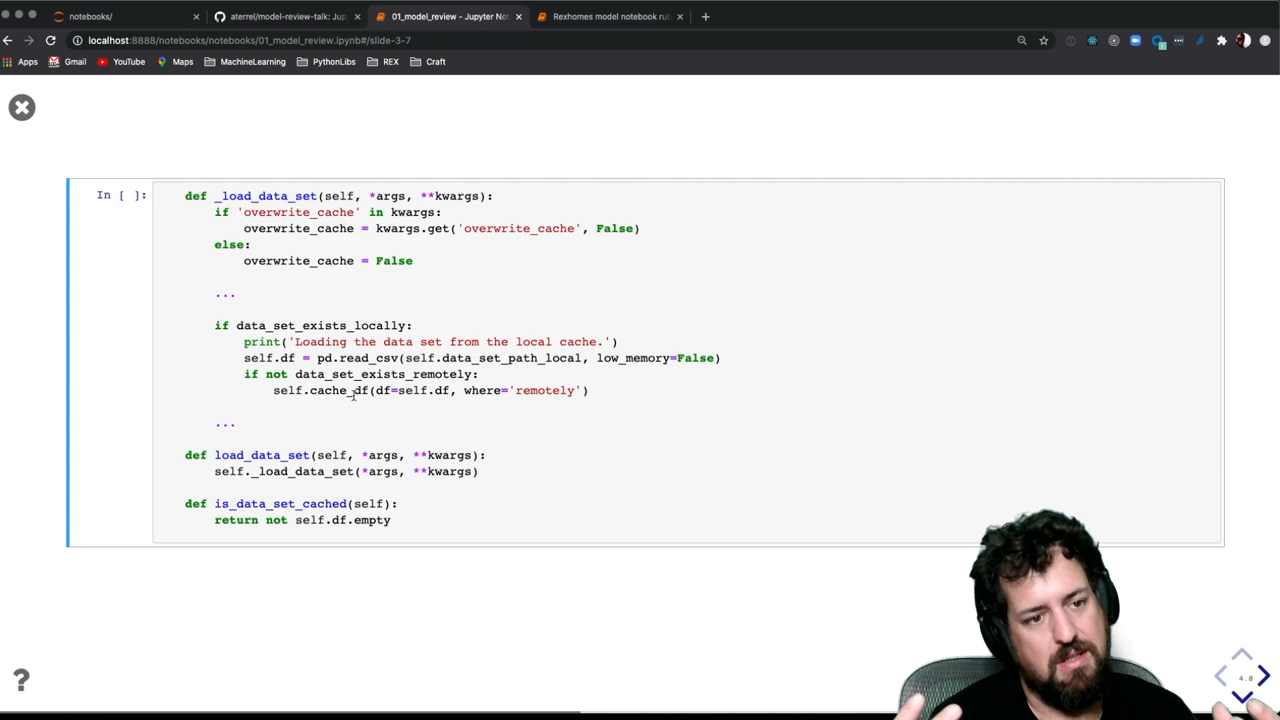 notebooks/
aterrel/model-review-talk: Jup
01_model_review - Jupyter No
Rexhomes model notebook ru
localhost:8888/notebooks/notebooks/01_model_review.ipynb#/slide-3-7
Apps
Gmail
YouTube
Maps
MachineLearning
PythonLibs
REX
Craft
In [ ]:
def _load_data_set(self, *args, **kwargs):
if 'overwrite_cache' in kwargs:
overwrite_cache = kwargs.get('overwrite_cache', False)
else:
overwrite_cache = False
...
if data_set_exists_locally:
print('Loading the data set from the local cache.')
self.df = pd.read_csv(self.data_set_path_local, low_memory=False)
if not data_set_exists_remotely:
self.cache_df(df=self.df, where='remotely')
...
def load_data_set(self, *args, **kwargs):
self._load_data_set(*args, **kwargs)
def is_data_set_cached(self):
return not self.df.empty
?
4.8